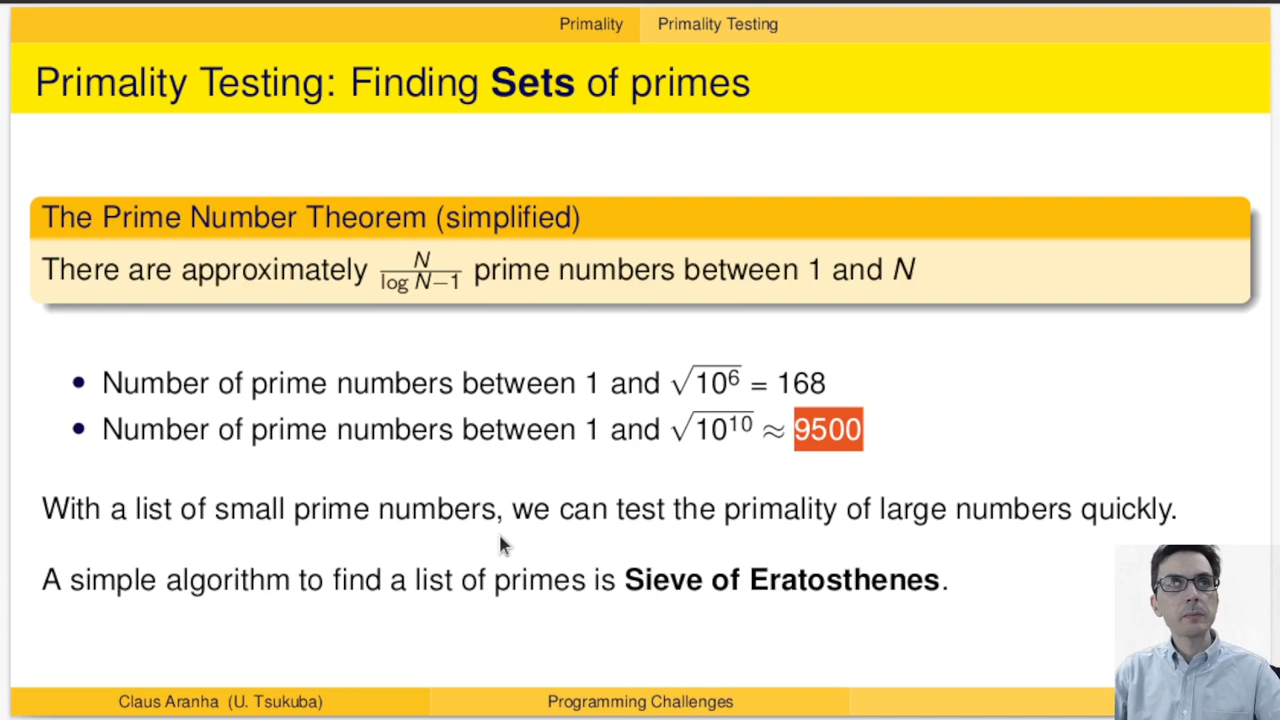 Primality Primality Testing
Primality Testing: Finding Sets of primes
The Prime Number Theorem (simplified)
There are approximately N/(log N−1) prime numbers between 1 and N
• Number of prime numbers between 1 and √10⁶ = 168
• Number of prime numbers between 1 and √10¹⁰ ≈ 9500
With a list of small prime numbers, we can test the primality of large numbers quickly.
A simple algorithm to find a list of primes is Sieve of Eratosthenes.
Claus Aranha (U. Tsukuba) Programming Challenges